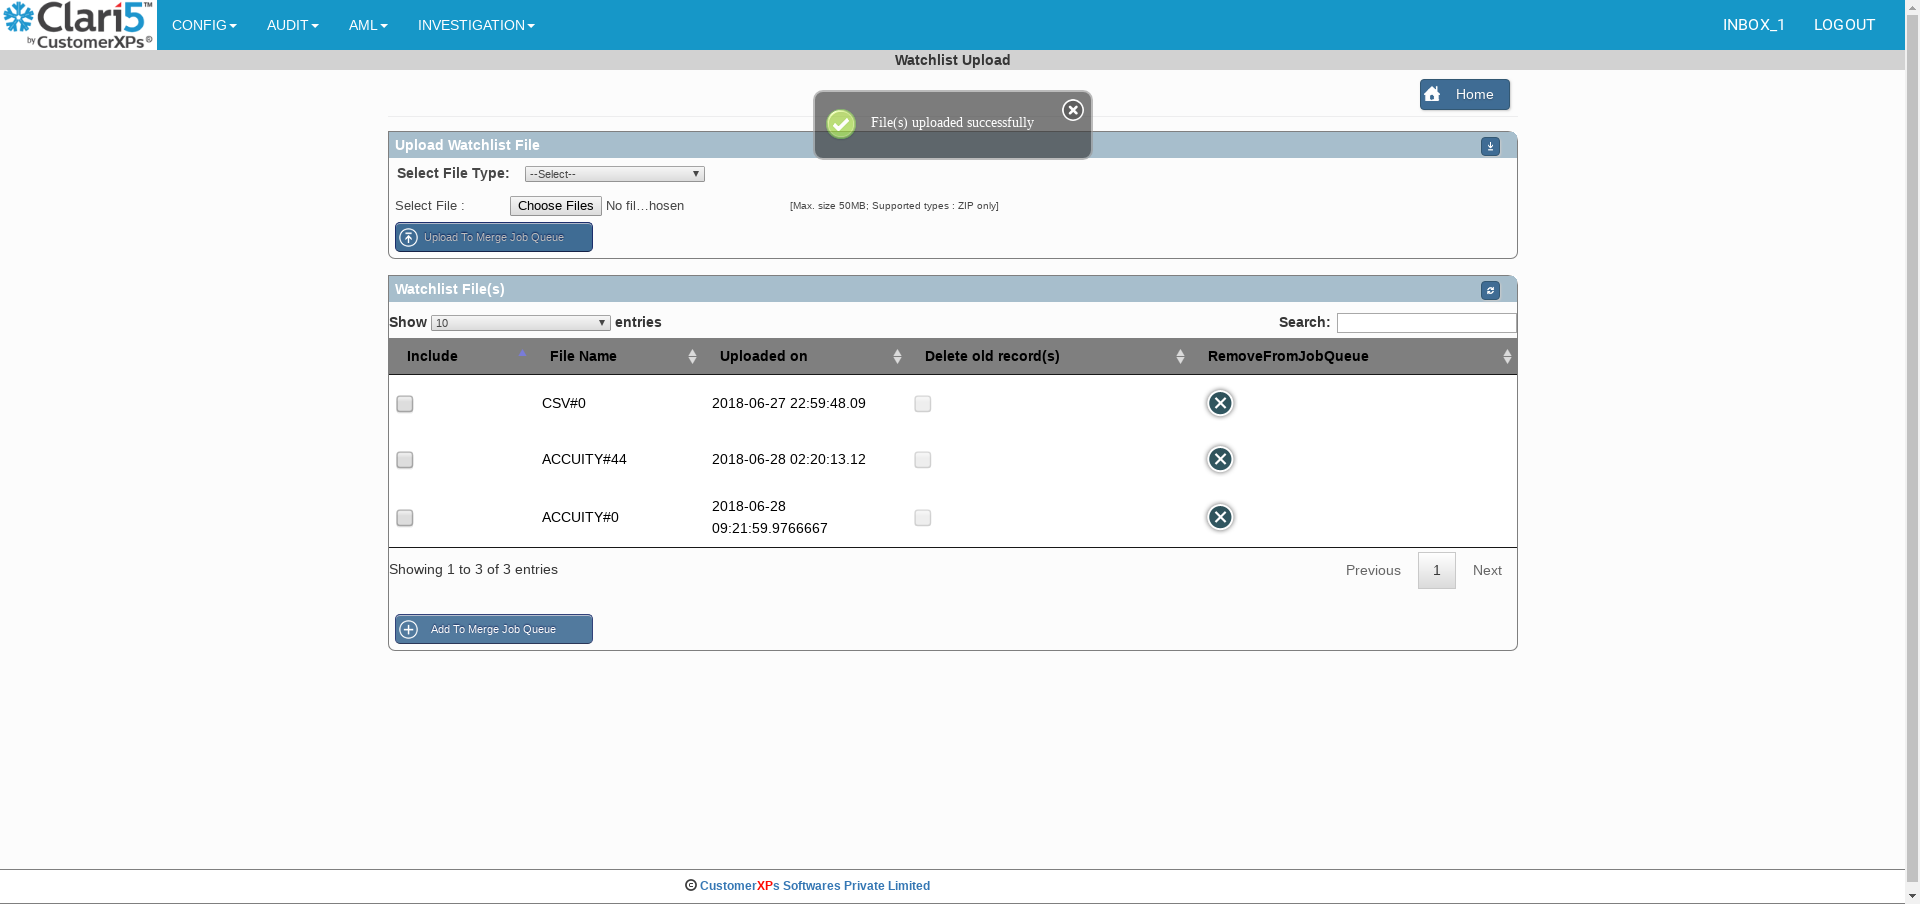 Clari5™
by CustomerXPs®
CONFIG AUDIT AML INVESTIGATION INBOX_1 LOGOUT
Watchlist Upload
Home
File(s) uploaded successfully
Upload Watchlist File
Select File Type: --Select--
Select File : Choose Files No fil…hosen [Max. size 50MB; Supported types : ZIP only]
Upload To Merge Job Queue
Watchlist File(s)
Show 10 entries Search:
Include File Name Uploaded on Delete old record(s) RemoveFromJobQueue
CSV#0 2018-06-27 22:59:48.09
ACCUITY#44 2018-06-28 02:20:13.12
ACCUITY#0 2018-06-28
09:21:59.9766667
Showing 1 to 3 of 3 entries Previous 1 Next
Add To Merge Job Queue
© CustomerXPs Softwares Private Limited